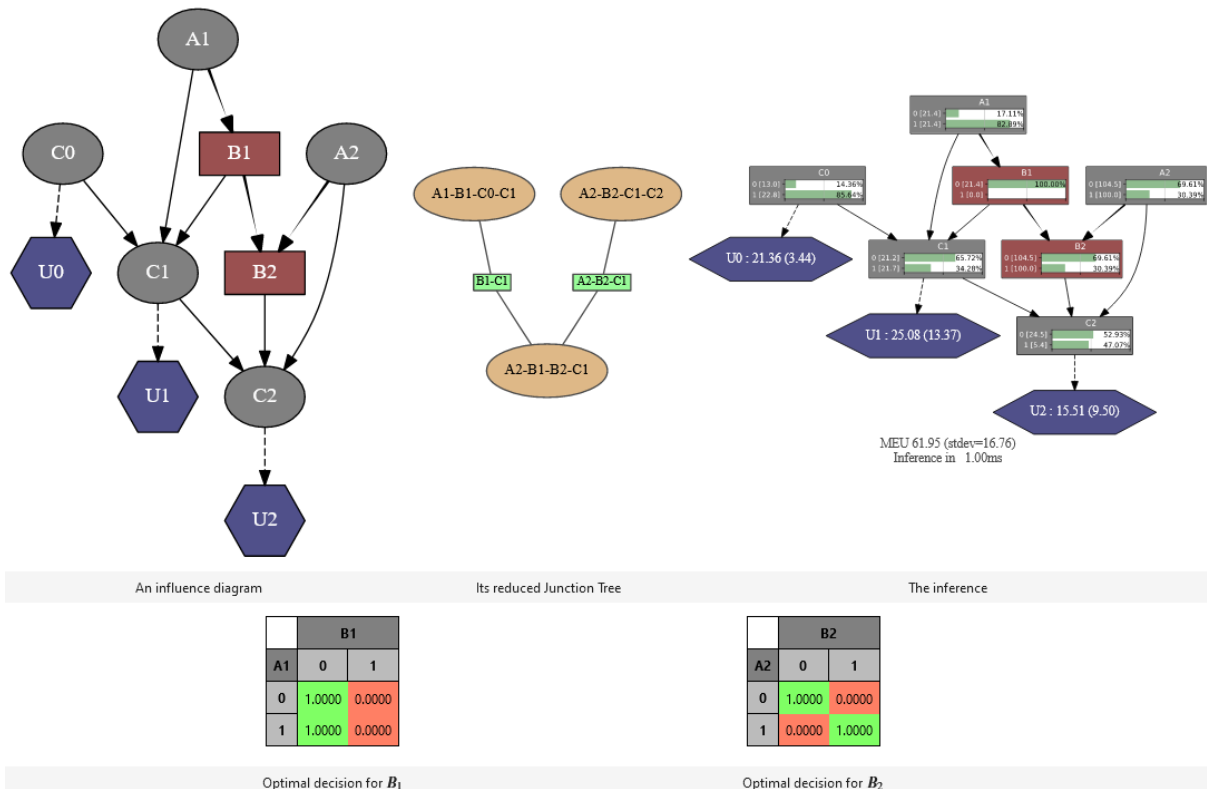 A1
C0
B1
A2
U0
C1
B2
U1
C2
U2
A1-B1-C0-C1
A2-B2-C1-C2
B1-C1
A2-B2-C1
A2-B1-B2-C1
A1
0 [21.4] 17.11%
1 [21.4] 82.89%
C0
0 [13.0] 14.36%
1 [22.8] 85.64%
B1
0 [21.4] 100.00%
1 [0.0]
A2
0 [104.5] 69.61%
1 [100.0] 30.39%
U0 : 21.36 (3.44)
C1
0 [21.2] 65.72%
1 [21.7] 34.28%
B2
0 [104.5] 69.61%
1 [100.0] 30.39%
U1 : 25.08 (13.37)
C2
0 [24.5] 52.93%
1 [5.4] 47.07%
U2 : 15.51 (9.50)
MEU 61.95 (stdev=16.76)
Inference in 1.00ms
An influence diagram
Its reduced Junction Tree
The inference
B1
A1 0 1
0 1.0000 0.0000
1 1.0000 0.0000
B2
A2 0 1
0 1.0000 0.0000
1 0.0000 1.0000
Optimal decision for B1
Optimal decision for B2